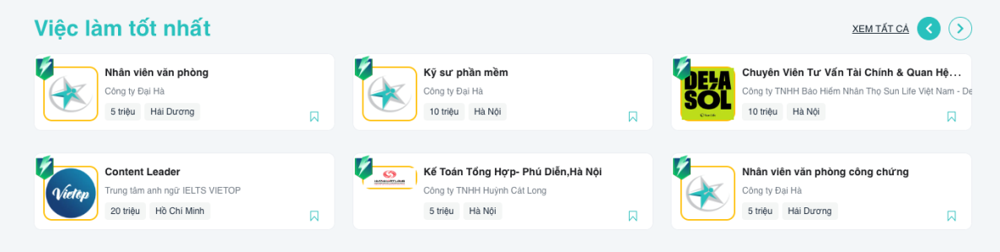 Việc làm tốt nhất
XEM TẤT CẢ
Nhân viên văn phòng
Công ty Đại Hà
5 triệu Hải Dương
Kỹ sư phần mềm
Công ty Đại Hà
10 triệu Hà Nội
DELA
SOL
Sun Life
Chuyên Viên Tư Vấn Tài Chính & Quan Hệ...
Công ty TNHH Bảo Hiểm Nhân Thọ Sun Life Việt Nam - De
10 triệu Hà Nội
Vietop
Content Leader
Trung tâm anh ngữ IELTS VIETOP
20 triệu Hồ Chí Minh
Kế Toán Tổng Hợp- Phú Diễn,Hà Nội
Công ty TNHH Huỳnh Cát Long
5 triệu Hà Nội
Nhân viên văn phòng công chứng
Công ty Đại Hà
5 triệu Hải Dương